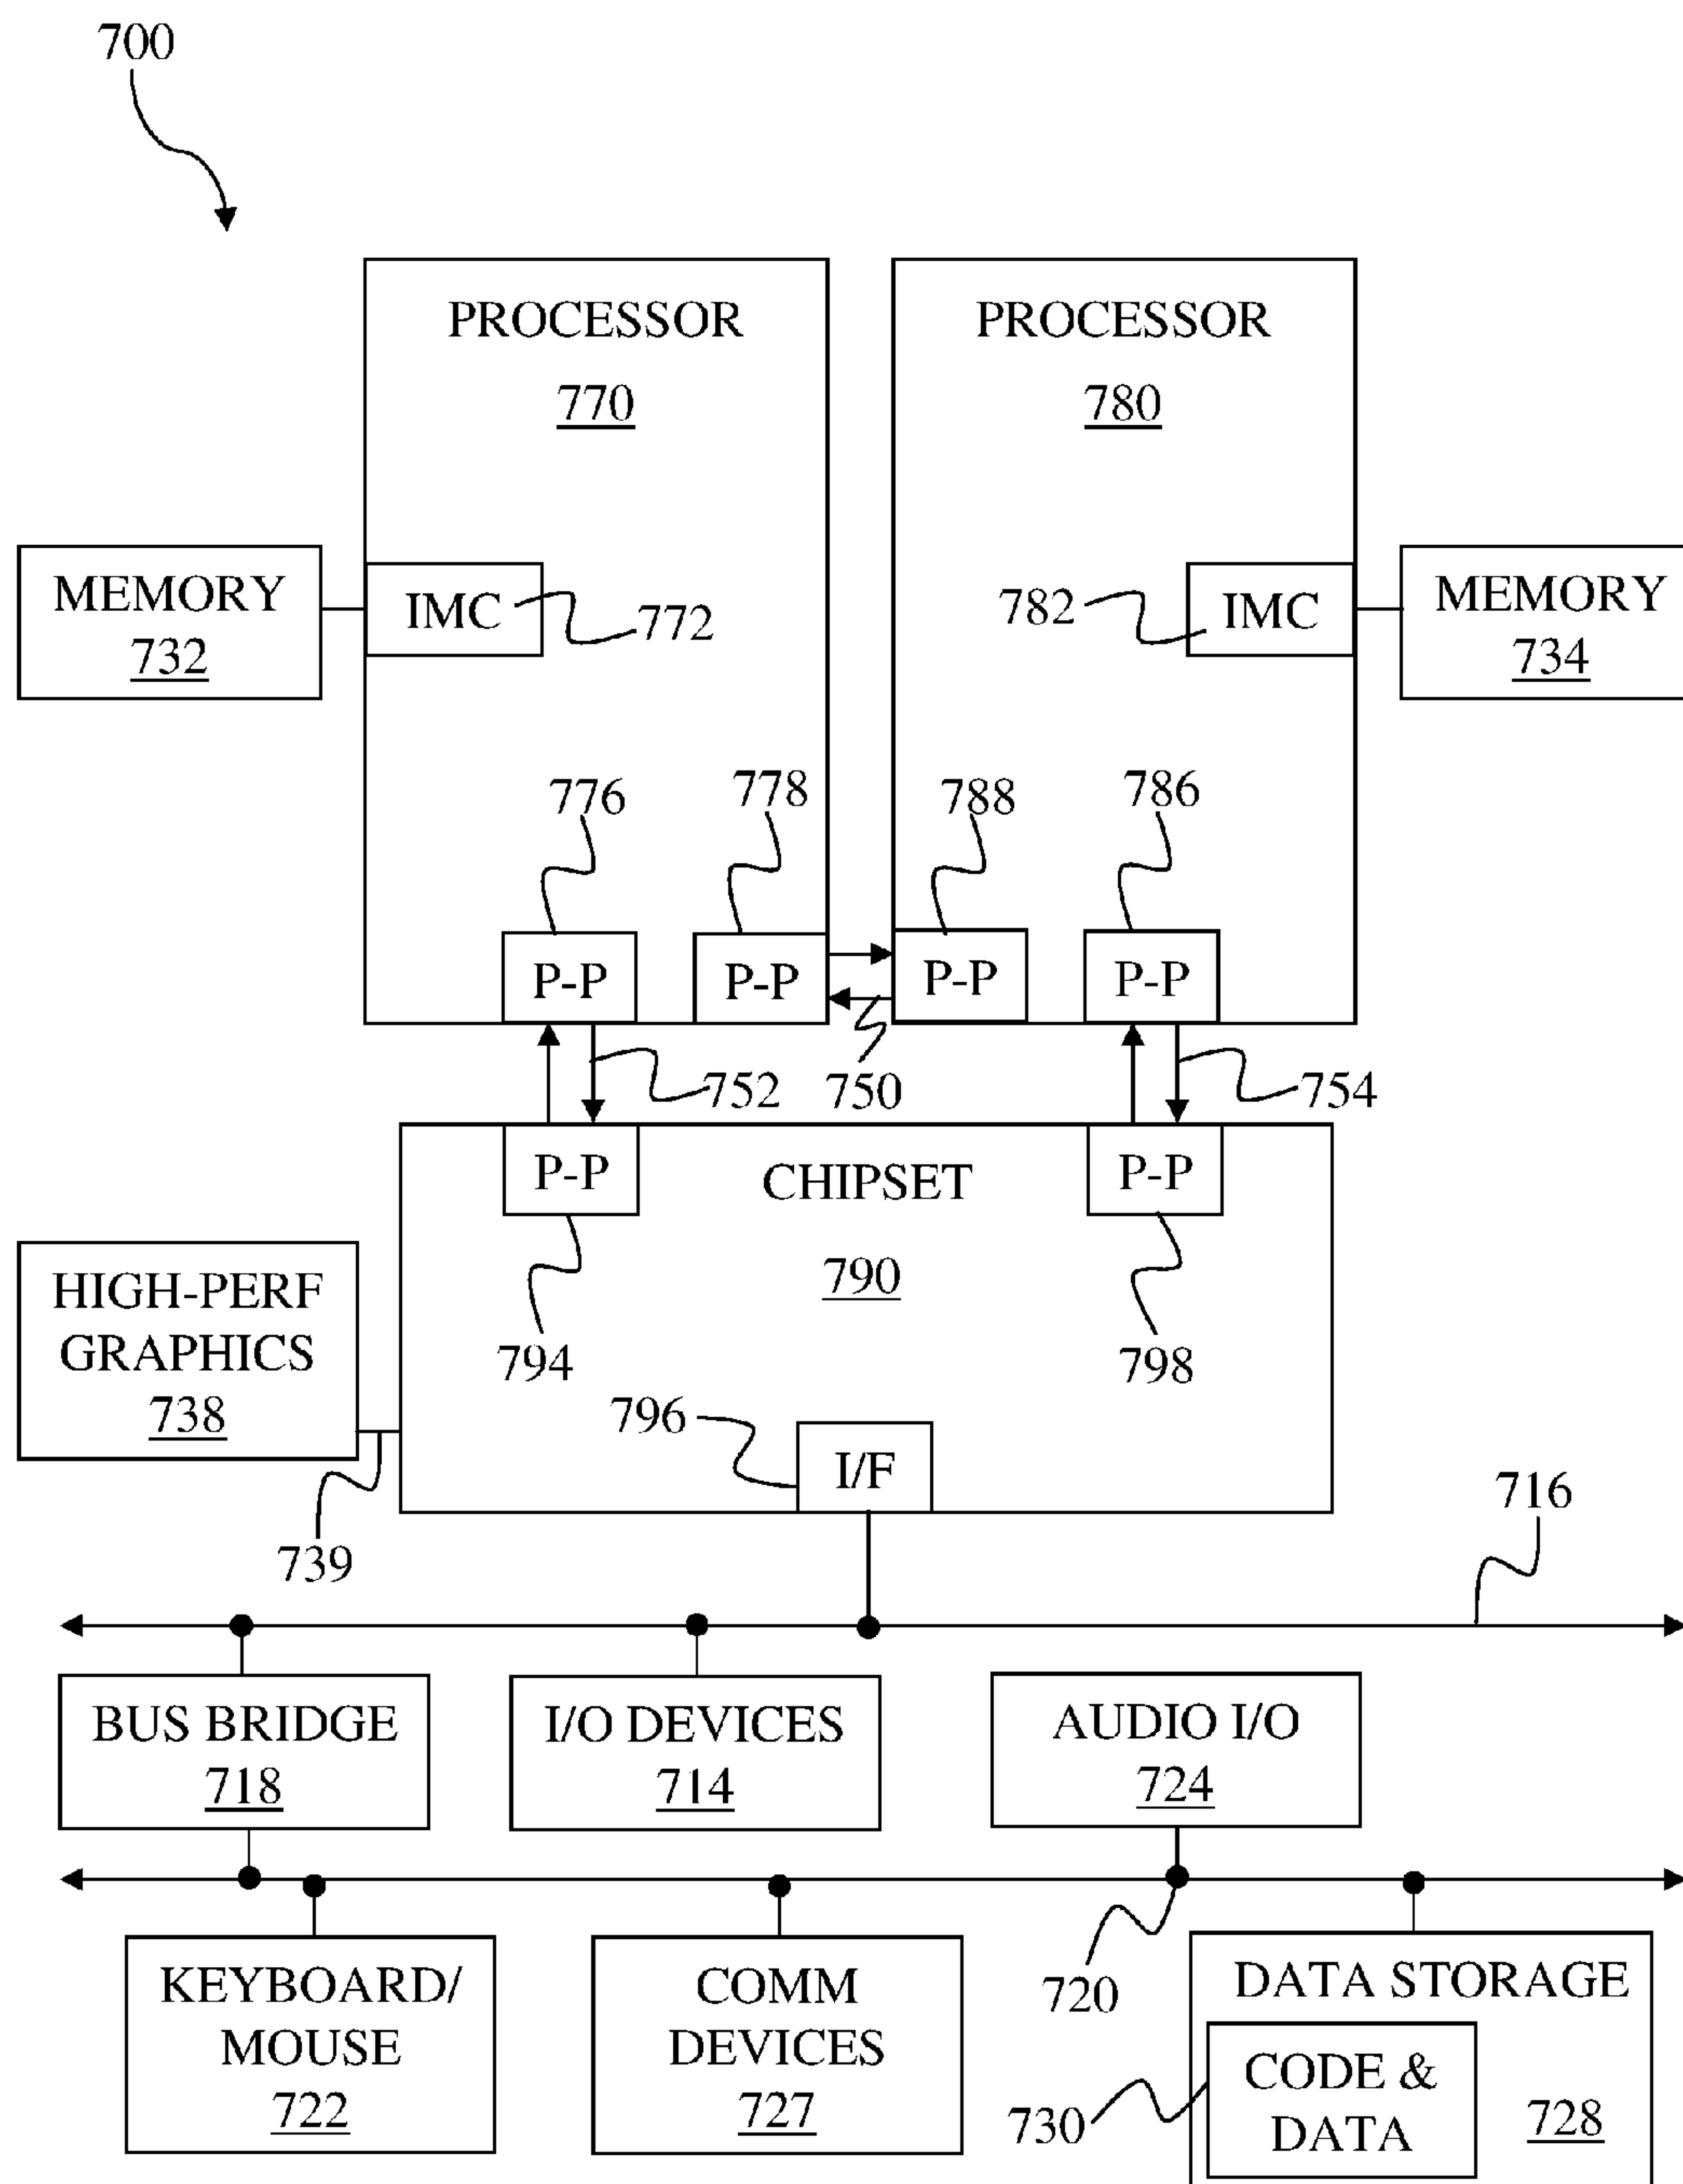 700
PROCESSOR
770
PROCESSOR
780
MEMORY
732
IMC
772
782
IMC
MEMORY
734
776
778
788
786
P-P
P-P
P-P
P-P
752
750
754
P-P
CHIPSET
P-P
790
794
798
HIGH-PERF
GRAPHICS
738
796
I/F
739
716
BUS BRIDGE
718
I/O DEVICES
714
AUDIO I/O
724
720
KEYBOARD/
MOUSE
722
COMM
DEVICES
727
DATA STORAGE
CODE &
DATA
728
730